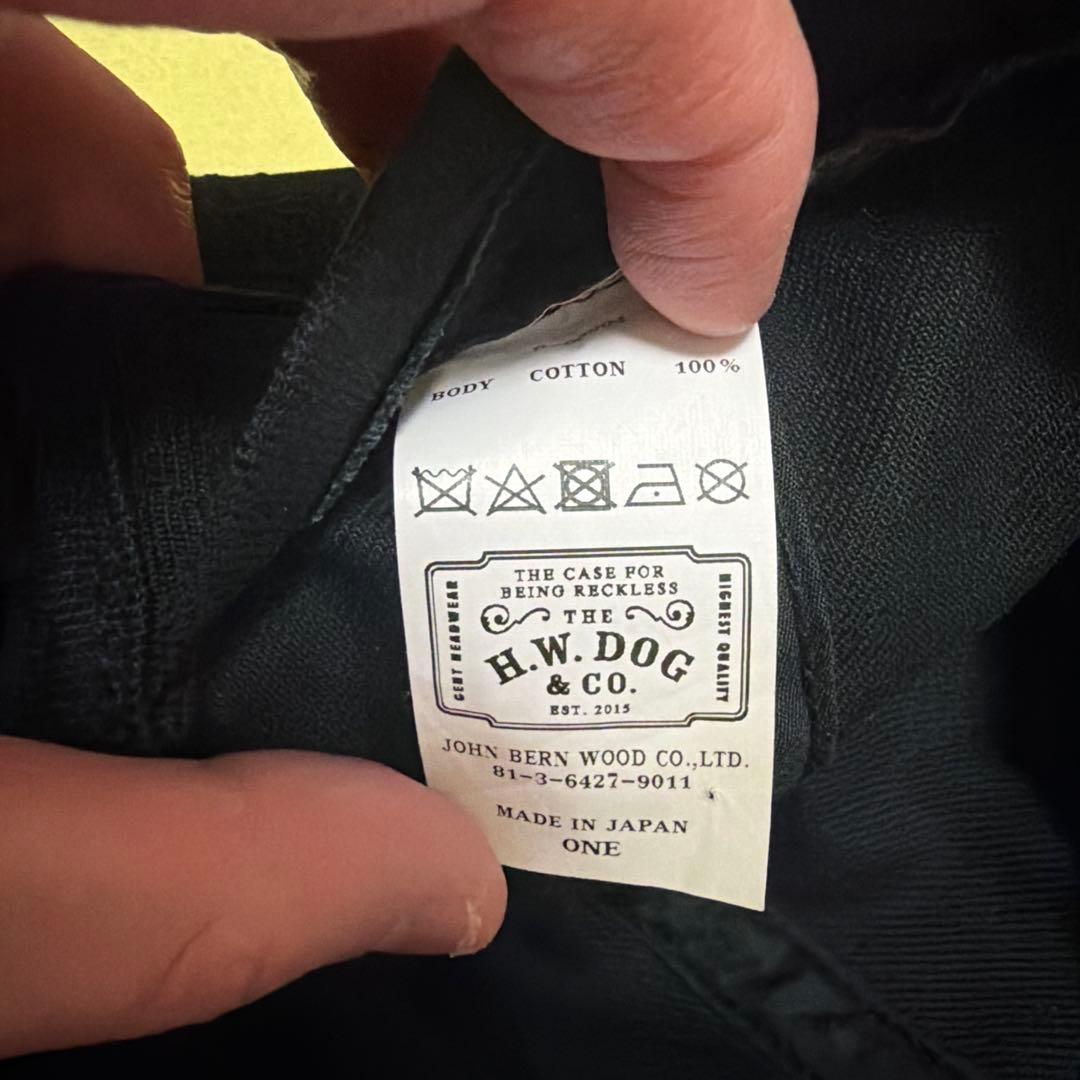 BODY COTTON 100%
THE CASE FOR
BEING RECKLESS
GENT HEADWEAR
THE
H.W. DOG
& CO.
EST. 2015
HIGHEST QUALITY
JOHN BERN WOOD CO.,LTD.
81-3-6427-9011
MADE IN JAPAN
ONE